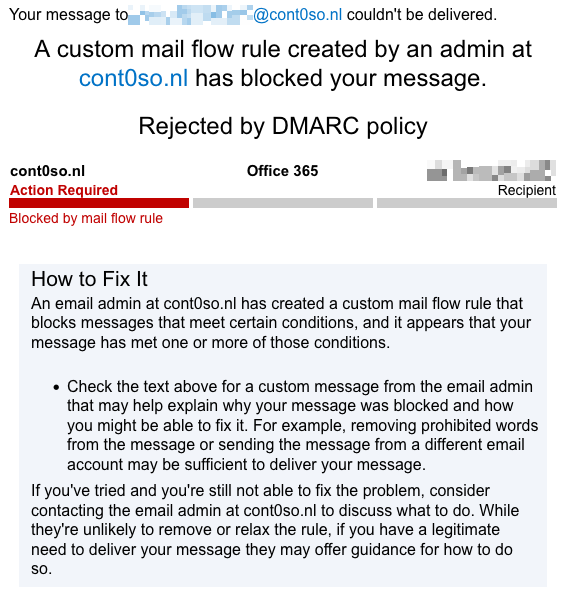 Your message to @cont0so.nl couldn't be delivered.
A custom mail flow rule created by an admin at
cont0so.nl has blocked your message.
Rejected by DMARC policy
cont0so.nl Office 365
Action Required Recipient
Blocked by mail flow rule
How to Fix It
An email admin at cont0so.nl has created a custom mail flow rule that
blocks messages that meet certain conditions, and it appears that your
message has met one or more of those conditions.
• Check the text above for a custom message from the email admin
that may help explain why your message was blocked and how
you might be able to fix it. For example, removing prohibited words
from the message or sending the message from a different email
account may be sufficient to deliver your message.
If you've tried and you're still not able to fix the problem, consider
contacting the email admin at cont0so.nl to discuss what to do. While
they're unlikely to remove or relax the rule, if you have a legitimate
need to deliver your message they may offer guidance for how to do
so.